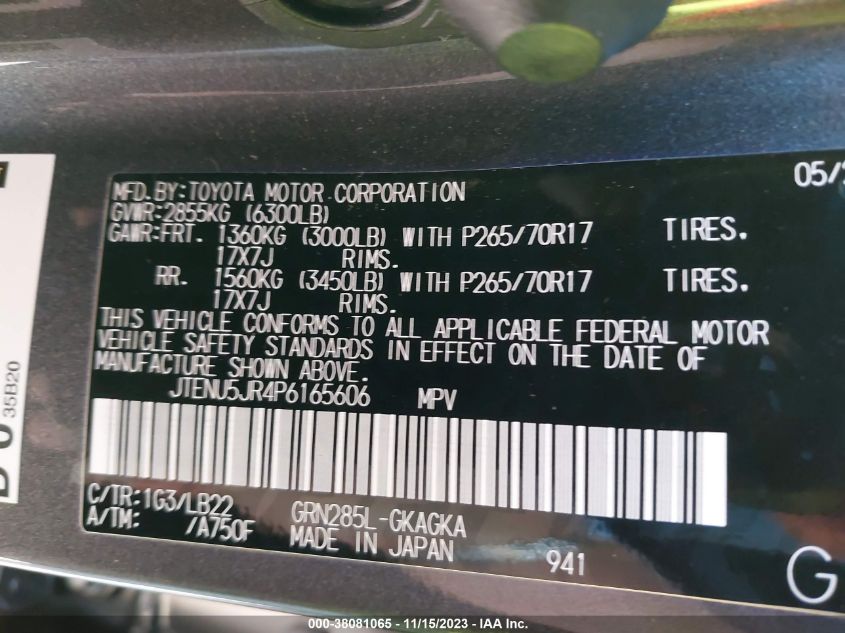 05/
MFD.BY:TOYOTA MOTOR CORPORATION
GVWR:2855KG (6300LB)
GAWR:FRT. 1360KG (3000LB) WITH P265/70R17 TIRES.
17X7J RIMS.
RR. 1560KG (3450LB) WITH P265/70R17 TIRES.
17X7J RIMS.
THIS VEHICLE CONFORMS TO ALL APPLICABLE FEDERAL MOTOR
VEHICLE SAFETY STANDARDS IN EFFECT ON THE DATE OF
MANUFACTURE SHOWN ABOVE.
JTENU5JR4P6165606 MPV
C/TR:1G3/LB22 GRN285L-GKAGKA
A/TM: /A750F MADE IN JAPAN 941
G
35B20
000-38081065 - 11/15/2023 - IAAI, Inc.